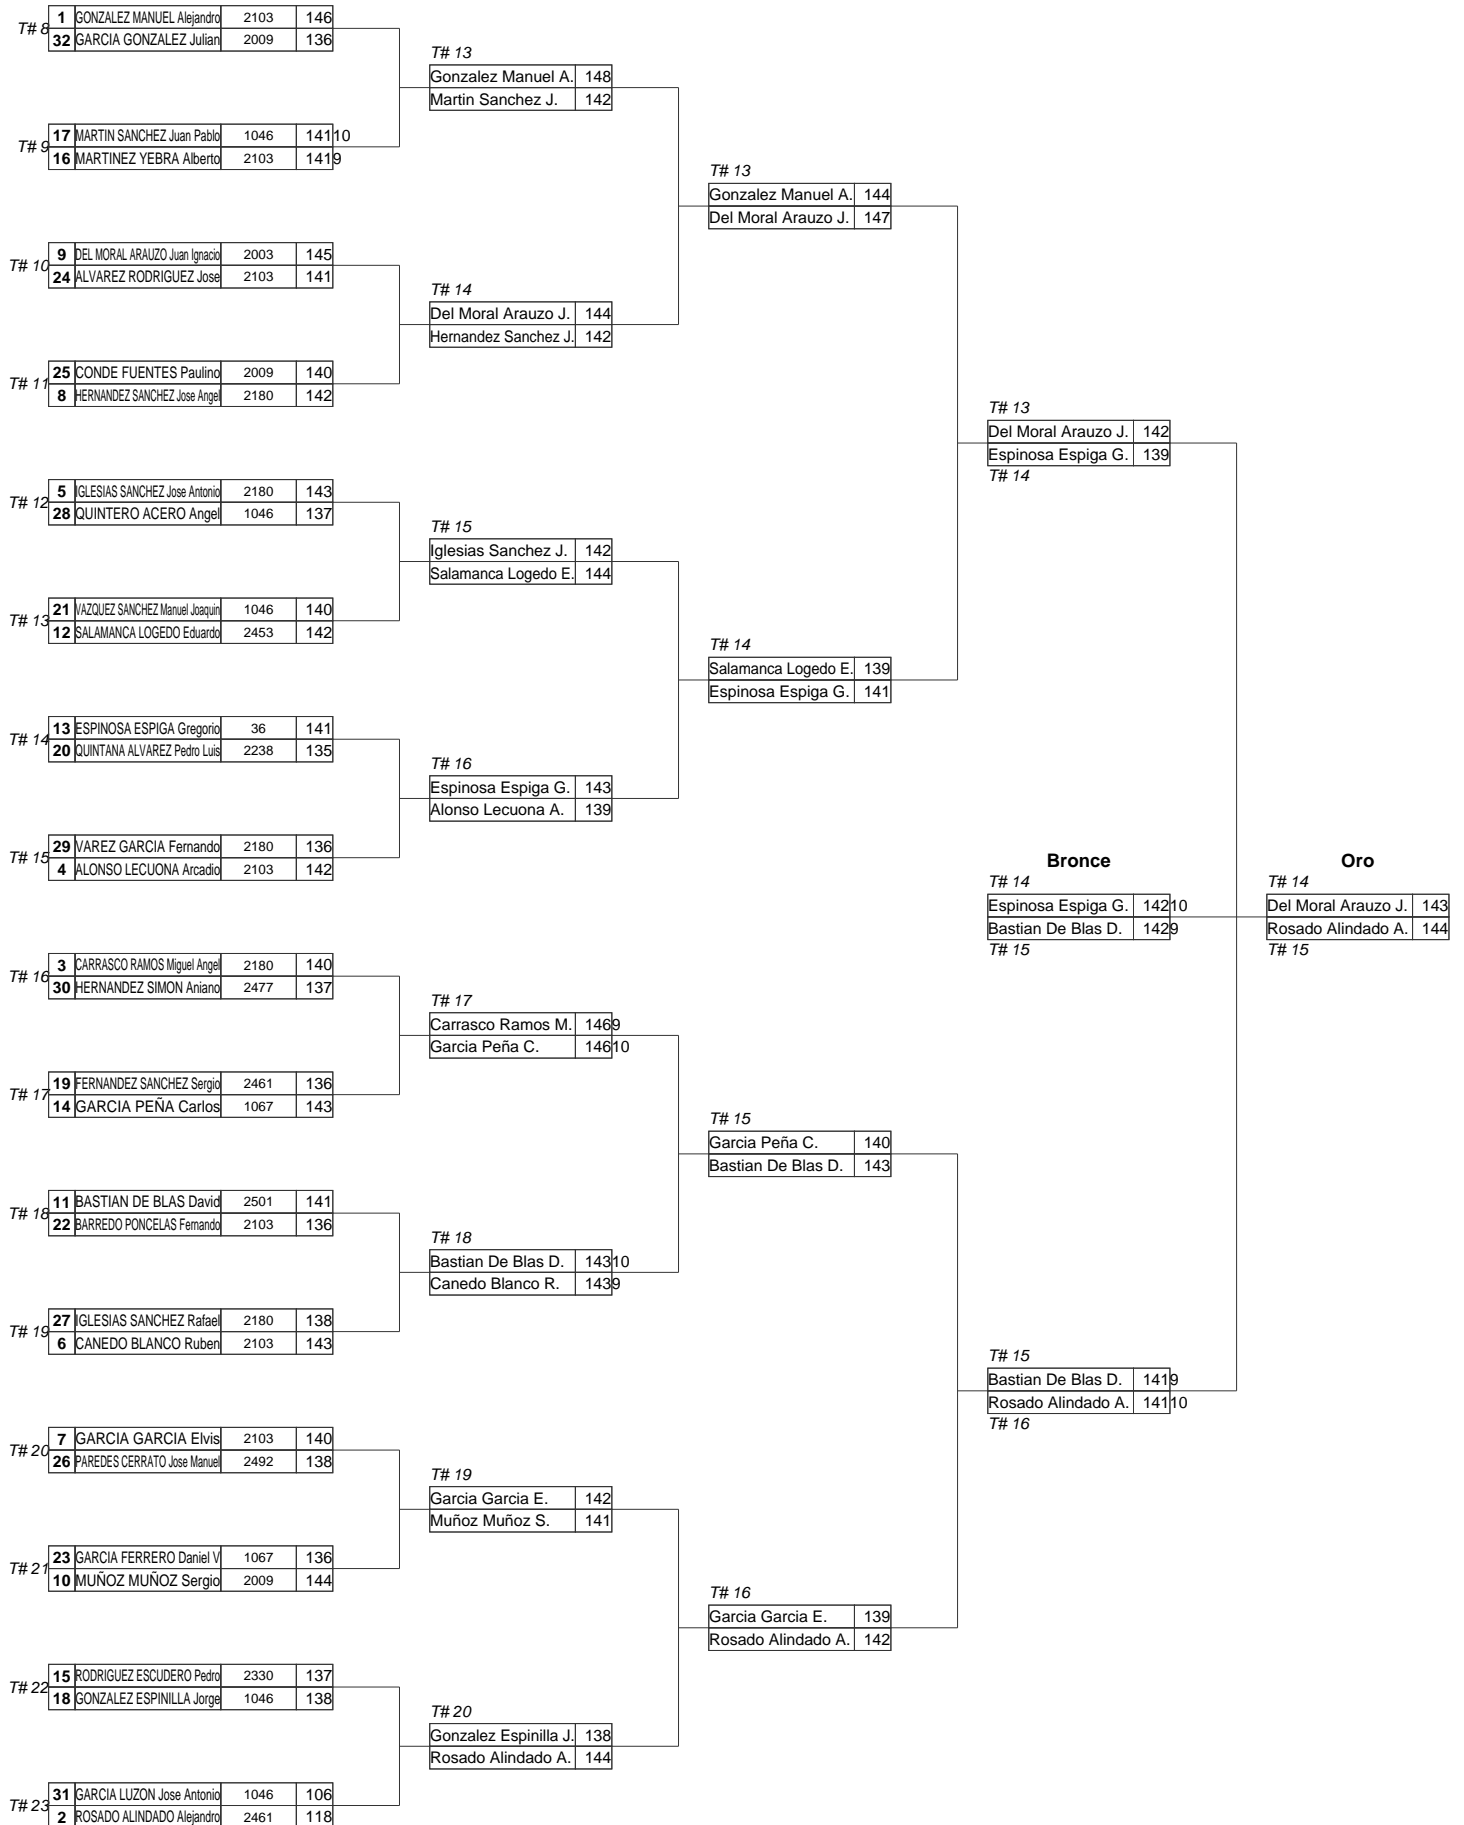 T# 8
1 GONZALEZ MANUEL Alejandro 2103 146
32 GARCIA GONZALEZ Julian 2009 136
T# 9
17 MARTIN SANCHEZ Juan Pablo 1046 141 10
16 MARTINEZ YEBRA Alberto 2103 141 9
T# 10
9 DEL MORAL ARAUZO Juan Ignacio 2003 145
24 ALVAREZ RODRIGUEZ Jose 2103 141
T# 11
25 CONDE FUENTES Paulino 2009 140
8 HERNANDEZ SANCHEZ Jose Angel 2180 142
T# 12
5 IGLESIAS SANCHEZ Jose Antonio 2180 143
28 QUINTERO ACERO Angel 1046 137
T# 13
21 VAZQUEZ SANCHEZ Manuel Joaquin 1046 140
12 SALAMANCA LOGEDO Eduardo 2453 142
T# 14
13 ESPINOSA ESPIGA Gregorio 36 141
20 QUINTANA ALVAREZ Pedro Luis 2238 135
T# 15
29 VAREZ GARCIA Fernando 2180 136
4 ALONSO LECUONA Arcadio 2103 142
T# 16
3 CARRASCO RAMOS Miguel Angel 2180 140
30 HERNANDEZ SIMON Aniano 2477 137
T# 17
19 FERNANDEZ SANCHEZ Sergio 2461 136
14 GARCIA PEÑA Carlos 1067 143
T# 18
11 BASTIAN DE BLAS David 2501 141
22 BARREDO PONCELAS Fernando 2103 136
T# 19
27 IGLESIAS SANCHEZ Rafael 2180 138
6 CANEDO BLANCO Ruben 2103 143
T# 20
7 GARCIA GARCIA Elvis 2103 140
26 PAREDES CERRATO Jose Manuel 2492 138
T# 21
23 GARCIA FERRERO Daniel V 1067 136
10 MUÑOZ MUÑOZ Sergio 2009 144
T# 22
15 RODRIGUEZ ESCUDERO Pedro 2330 137
18 GONZALEZ ESPINILLA Jorge 1046 138
T# 23
31 GARCIA LUZON Jose Antonio 1046 106
2 ROSADO ALINDADO Alejandro 2461 118
T# 13
Gonzalez Manuel A. 148
Martin Sanchez J. 142
T# 14
Del Moral Arauzo J. 144
Hernandez Sanchez J. 142
T# 15
Iglesias Sanchez J. 142
Salamanca Logedo E. 144
T# 16
Espinosa Espiga G. 143
Alonso Lecuona A. 139
T# 17
Carrasco Ramos M. 146 9
Garcia Peña C. 146 10
T# 18
Bastian De Blas D. 143 10
Canedo Blanco R. 143 9
T# 19
Garcia Garcia E. 142
Muñoz Muñoz S. 141
T# 20
Gonzalez Espinilla J. 138
Rosado Alindado A. 144
T# 13
Gonzalez Manuel A. 144
Del Moral Arauzo J. 147
T# 14
Salamanca Logedo E. 139
Espinosa Espiga G. 141
T# 15
Garcia Peña C. 140
Bastian De Blas D. 143
T# 16
Garcia Garcia E. 139
Rosado Alindado A. 142
T# 13
Del Moral Arauzo J. 142
Espinosa Espiga G. 139
T# 14
Bronce
T# 14
Espinosa Espiga G. 142 10
Bastian De Blas D. 142 9
T# 15
T# 15
Bastian De Blas D. 141 9
Rosado Alindado A. 141 10
T# 16
Oro
T# 14
Del Moral Arauzo J. 143
Rosado Alindado A. 144
T# 15